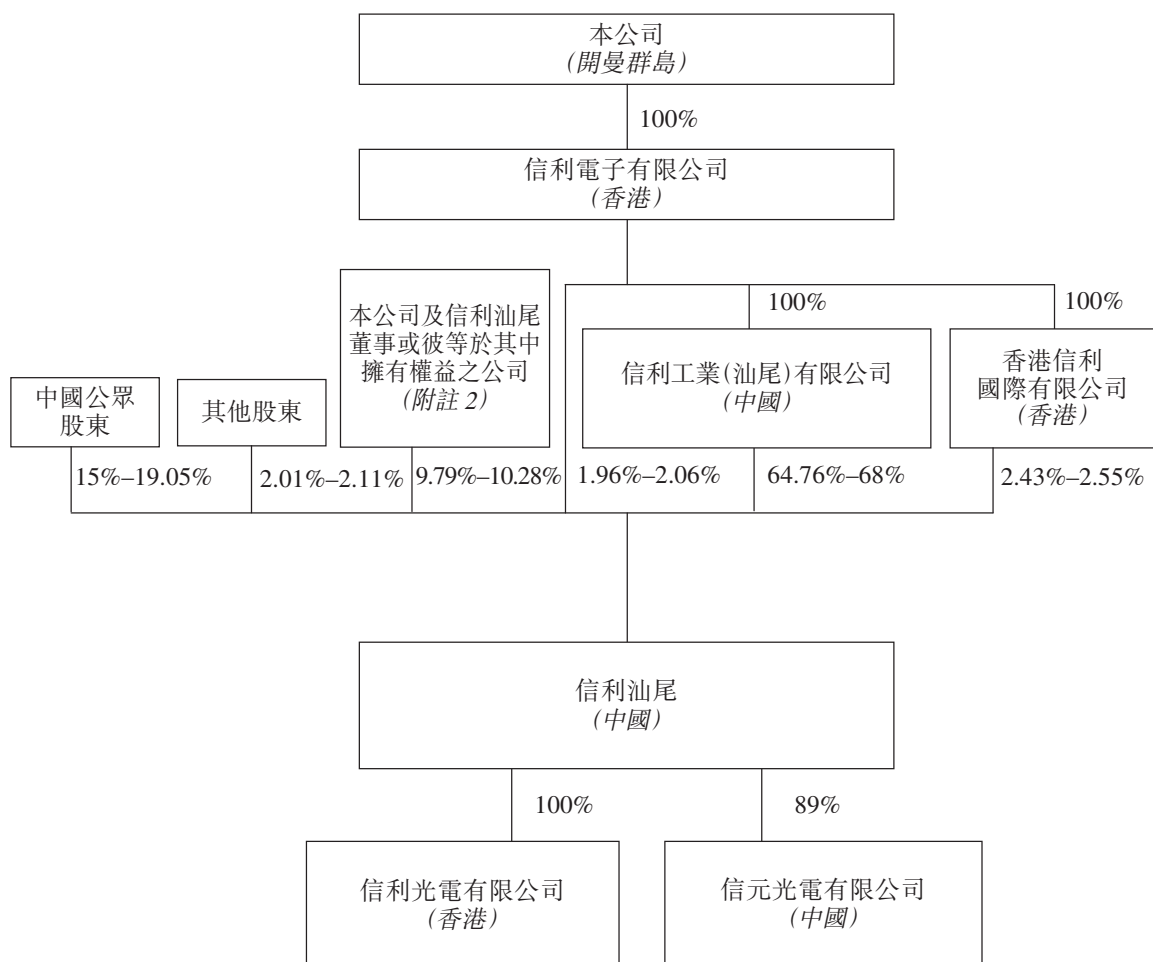 本公司
(開曼群島)
100%
信利電子有限公司
(香港)
中國公眾
股東
其他股東
本公司及信利汕尾
董事或彼等於其中
擁有權益之公司
(附註 2)
100%
信利工業(汕尾)有限公司
(中國)
100%
香港信利
國際有限公司
(香港)
15%–19.05%
2.01%–2.11%
9.79%–10.28%
1.96%–2.06%
64.76%–68%
2.43%–2.55%
信利汕尾
(中國)
100%
89%
信利光電有限公司
(香港)
信元光電有限公司
(中國)